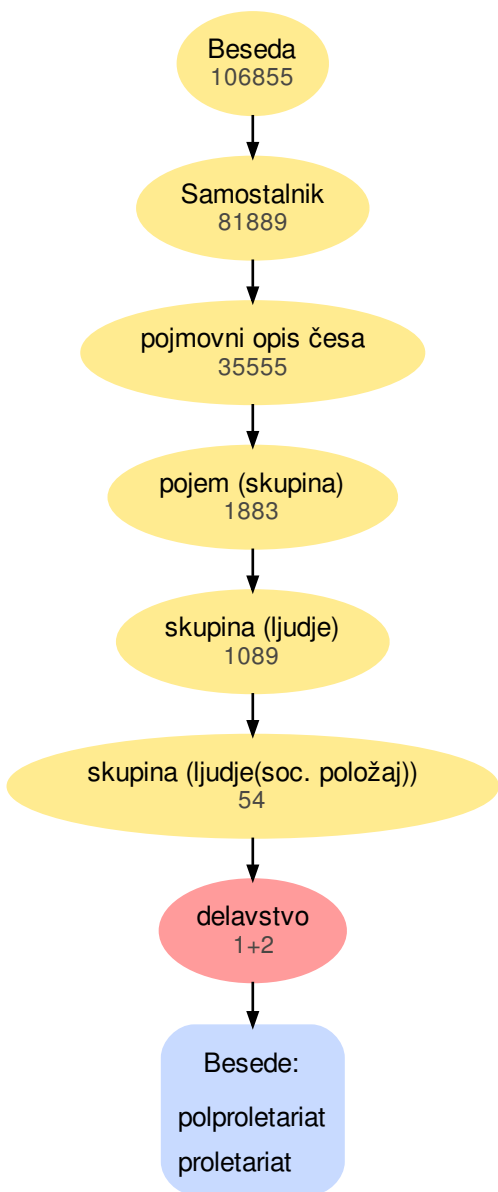 Beseda
106855
Samostalnik
81889
pojmovni opis česa
35555
pojem (skupina)
1883
skupina (ljudje)
1089
skupina (ljudje(soc. položaj))
54
delavstvo
1+2
Besede:
polproletariat
proletariat